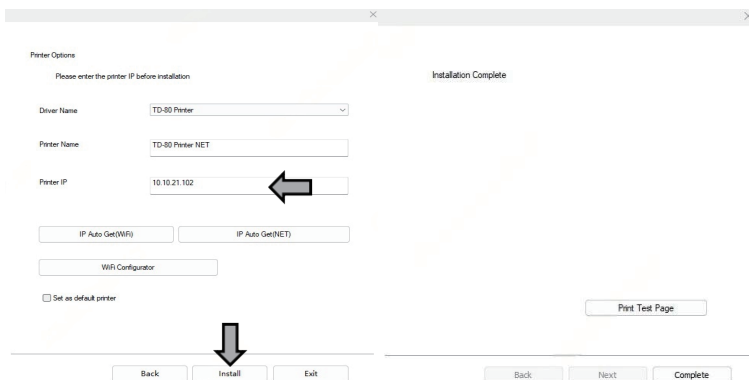 Printer Options
Please enter the printer IP before installation
Driver Name
TD-80 Printer
Printer Name
TD-80 Printer NET
Printer IP
10.10.21.102
IP Auto Get(WiFi)
IP Auto Get(NET)
WiFi Configurator
Set as default printer
Back Install Exit
Installation Complete
Print Test Page
Back Next Complete